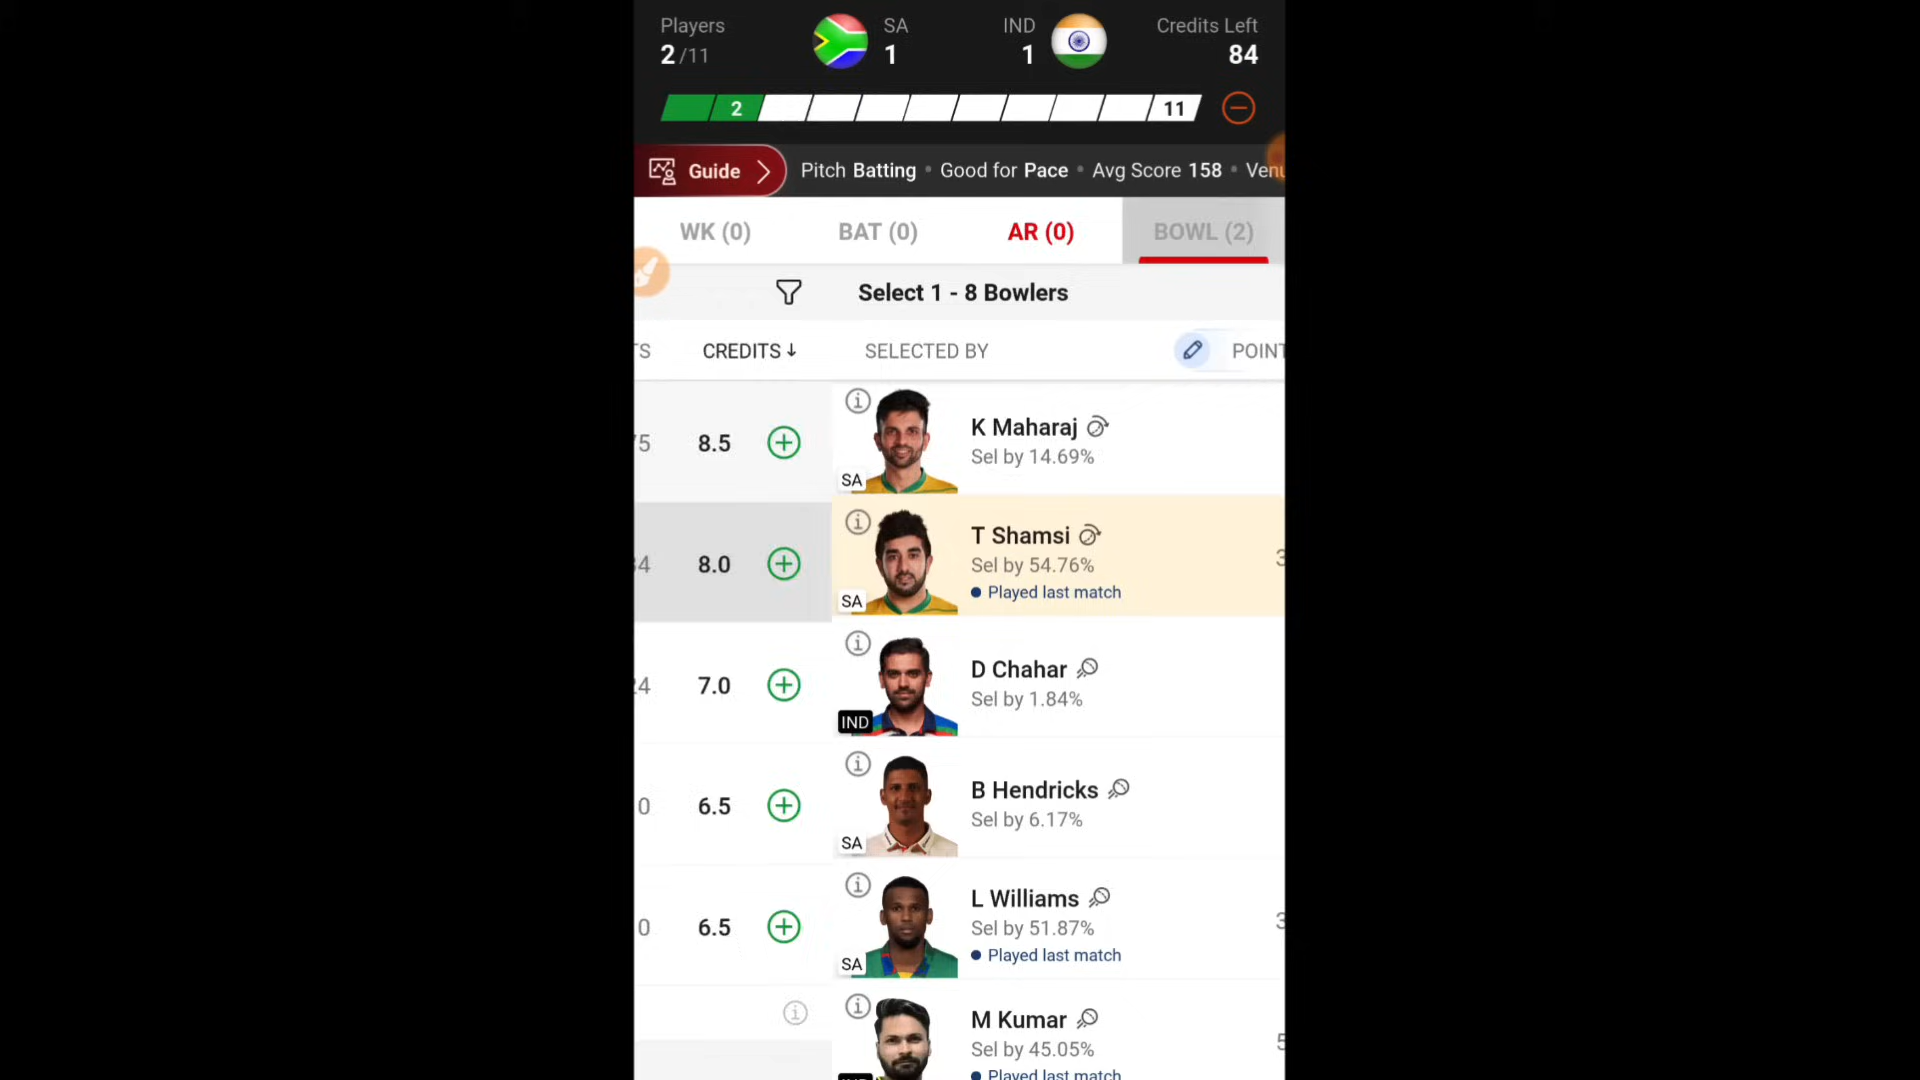 Players
SA
IND
Credits Left
2/11
1
1
84
2
11
Guide
Pitch Batting • Good for Pace • Avg Score 158 •
WK (0)
BAT (0)
AR (0)
BOWL (2)
Select 1 - 8 Bowlers
CREDITS
SELECTED BY
8.5
K Maharaj
Sel by 14.69%
SA
8.0
T Shamsi
Sel by 54.76%
Played last match
SA
7.0
D Chahar
Sel by 1.84%
IND
6.5
B Hendricks
Sel by 6.17%
SA
6.5
L Williams
Sel by 51.87%
Played last match
SA
M Kumar
Sel by 45.05%
Played last match